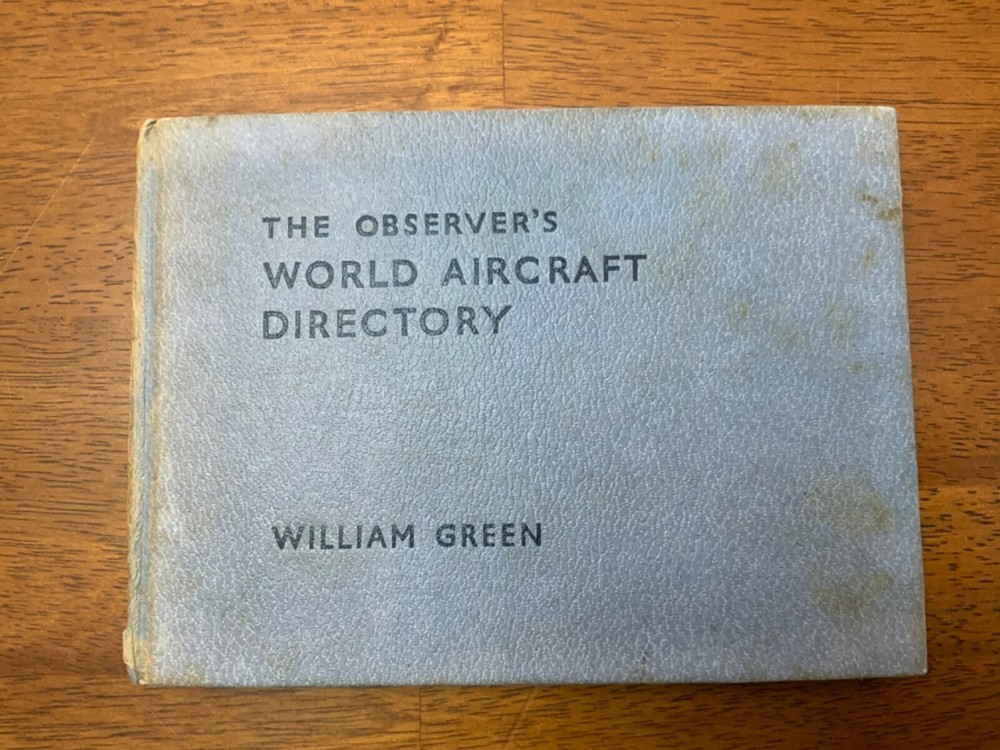 THE OBSERVER'S
WORLD AIRCRAFT
DIRECTORY
WILLIAM GREEN